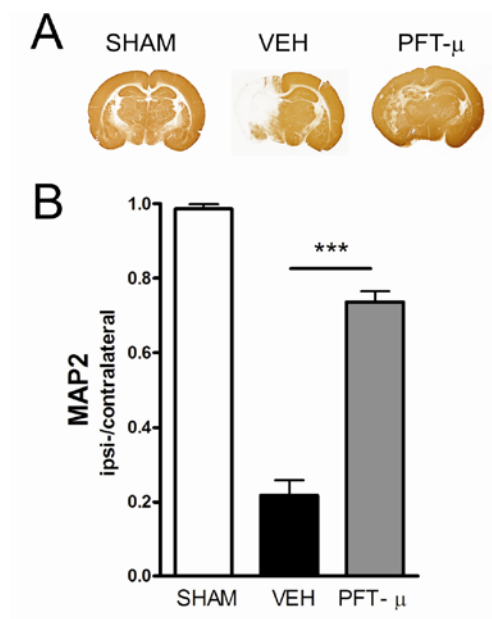 A
SHAM VEH PFT-μ
B
1.0
0.8
0.6
0.4
0.2
0.0
MAP2
ipsi-/contralateral
***
SHAM VEH PFT- μ